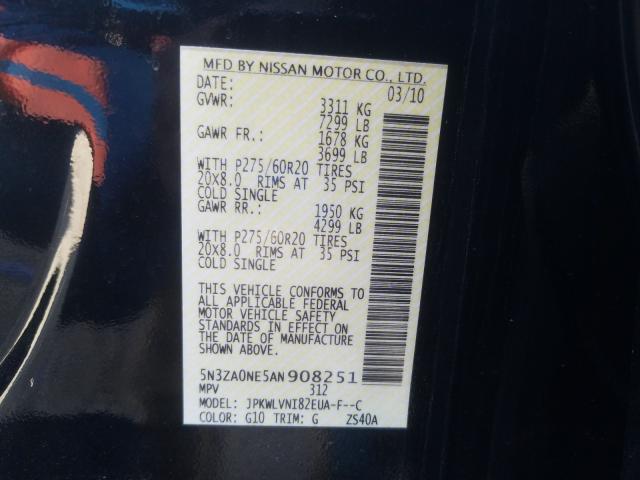 MFD BY NISSAN MOTOR CO., LTD.
DATE: 03/10
GVWR: 3311 KG
7299 LB
GAWR FR.: 1678 KG
3699 LB
WITH P275/60R20 TIRES
20X8.0 RIMS AT 35 PSI
COLD SINGLE
GAWR RR.: 1950 KG
4299 LB
WITH P275/60R20 TIRES
20X8.0 RIMS AT 35 PSI
COLD SINGLE
THIS VEHICLE CONFORMS TO
ALL APPLICABLE FEDERAL
MOTOR VEHICLE SAFETY
STANDARDS IN EFFECT ON
THE DATE OF MANUFACTURE
SHOWN ABOVE.
5N3ZA0NE5AN908251
MPV 312
MODEL: JPKWLVNI82EUA-F--C
COLOR: G10 TRIM: G ZS40A